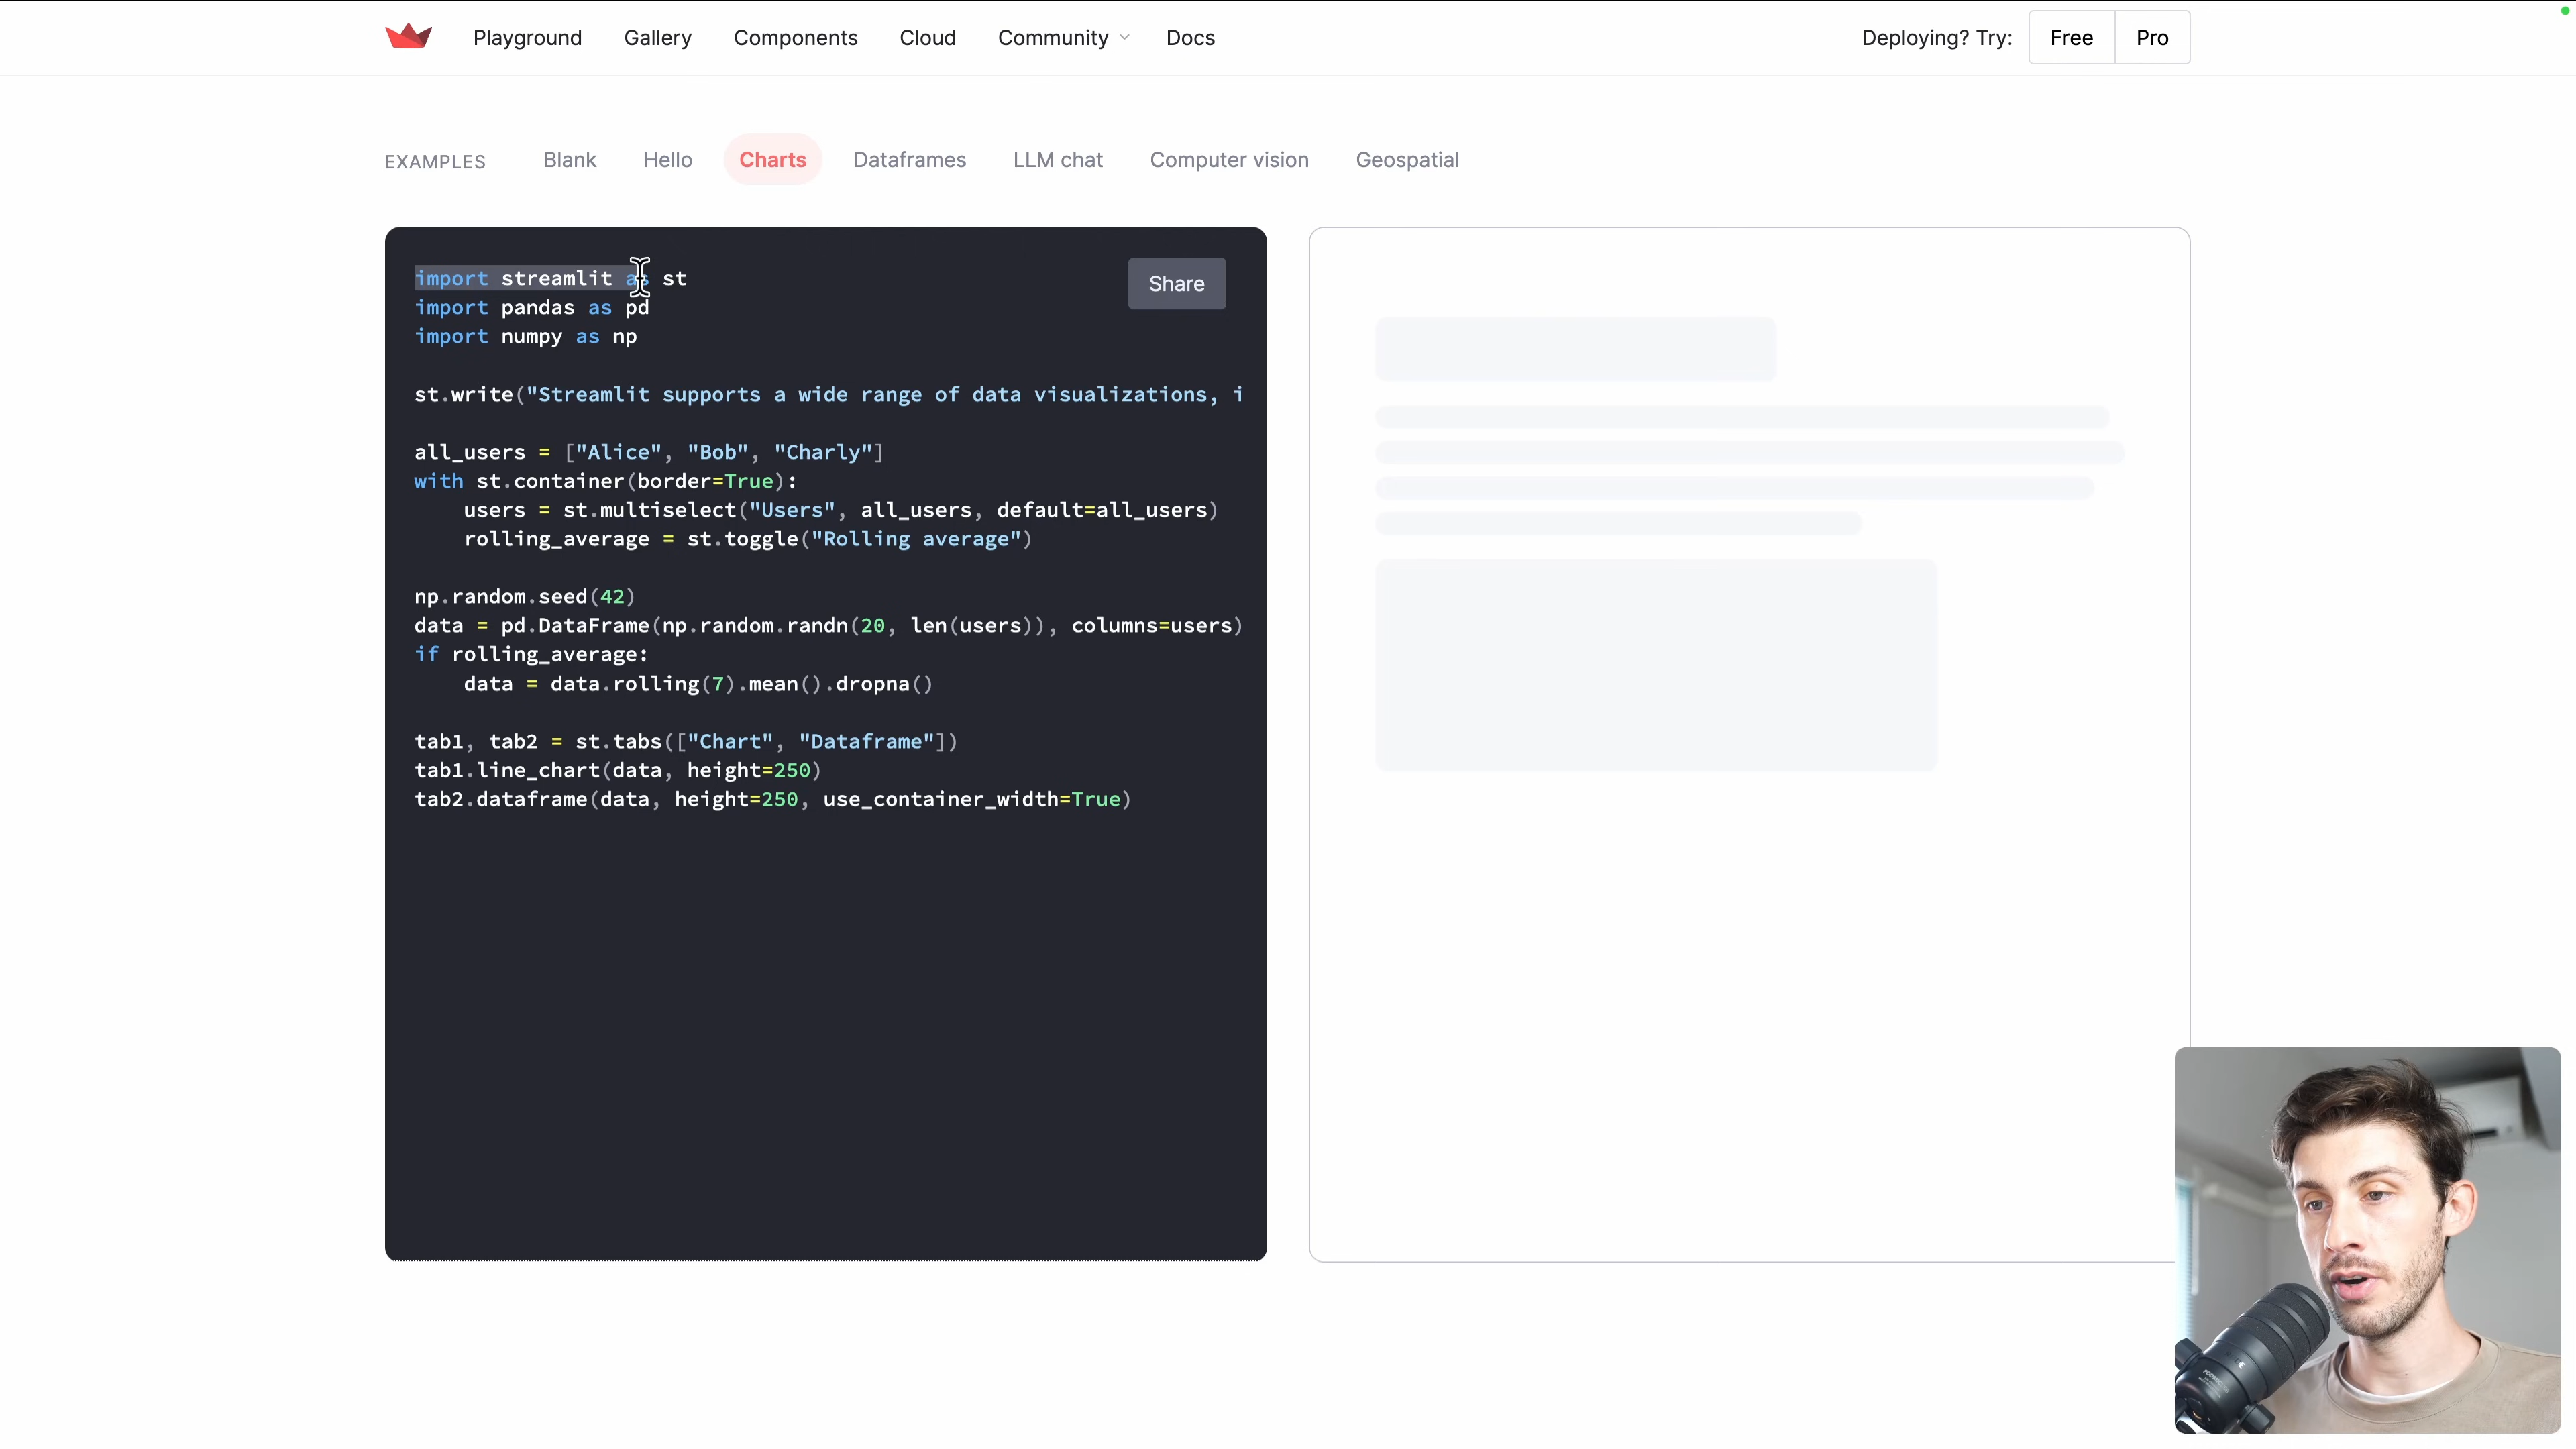 Playground Gallery Components Cloud Community Docs Deploying? Try: Free Pro
EXAMPLES Blank Hello Charts Dataframes LLM chat Computer vision Geospatial
Share
import streamlit as st
import pandas as pd
import numpy as np
st.write("Streamlit supports a wide range of data visualizations, i
all_users = ["Alice", "Bob", "Charly"]
with st.container(border=True):
    users = st.multiselect("Users", all_users, default=all_users)
    rolling_average = st.toggle("Rolling average")
np.random.seed(42)
data = pd.DataFrame(np.random.randn(20, len(users)), columns=users)
if rolling_average:
    data = data.rolling(7).mean().dropna()
tab1, tab2 = st.tabs(["Chart", "Dataframe"])
tab1.line_chart(data, height=250)
tab2.dataframe(data, height=250, use_container_width=True)